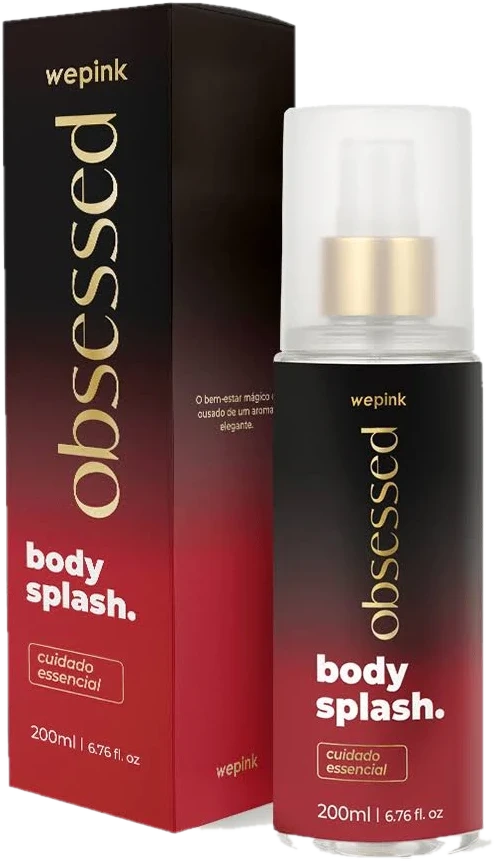 wepink
obsessed
body
splash.
cuidado
essencial
200ml | 6.76 fl. oz
O bem-estar mágico e
ousado de um aroma
elegante.
wepink
wepink
obsessed
body
splash.
cuidado
essencial
200ml | 6.76 fl. oz